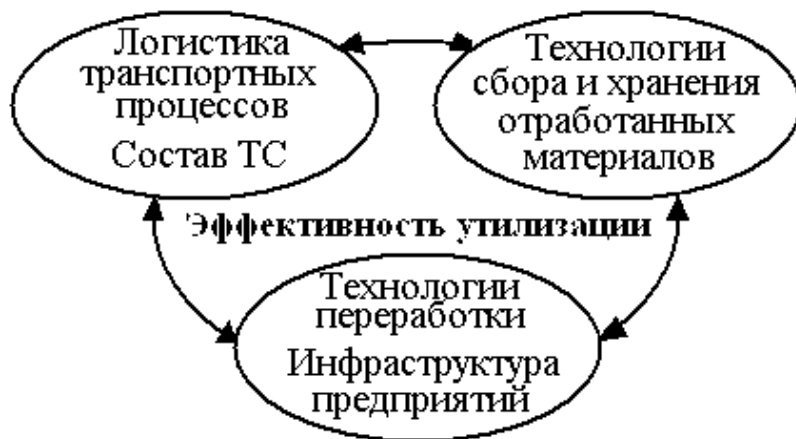 Логистика
транспортных
процессов
Состав ТС
Технологии
сбора и хранения
отработанных
материалов
Эффективность утилизации
Технологии
переработки
Инфраструктура
предприятий